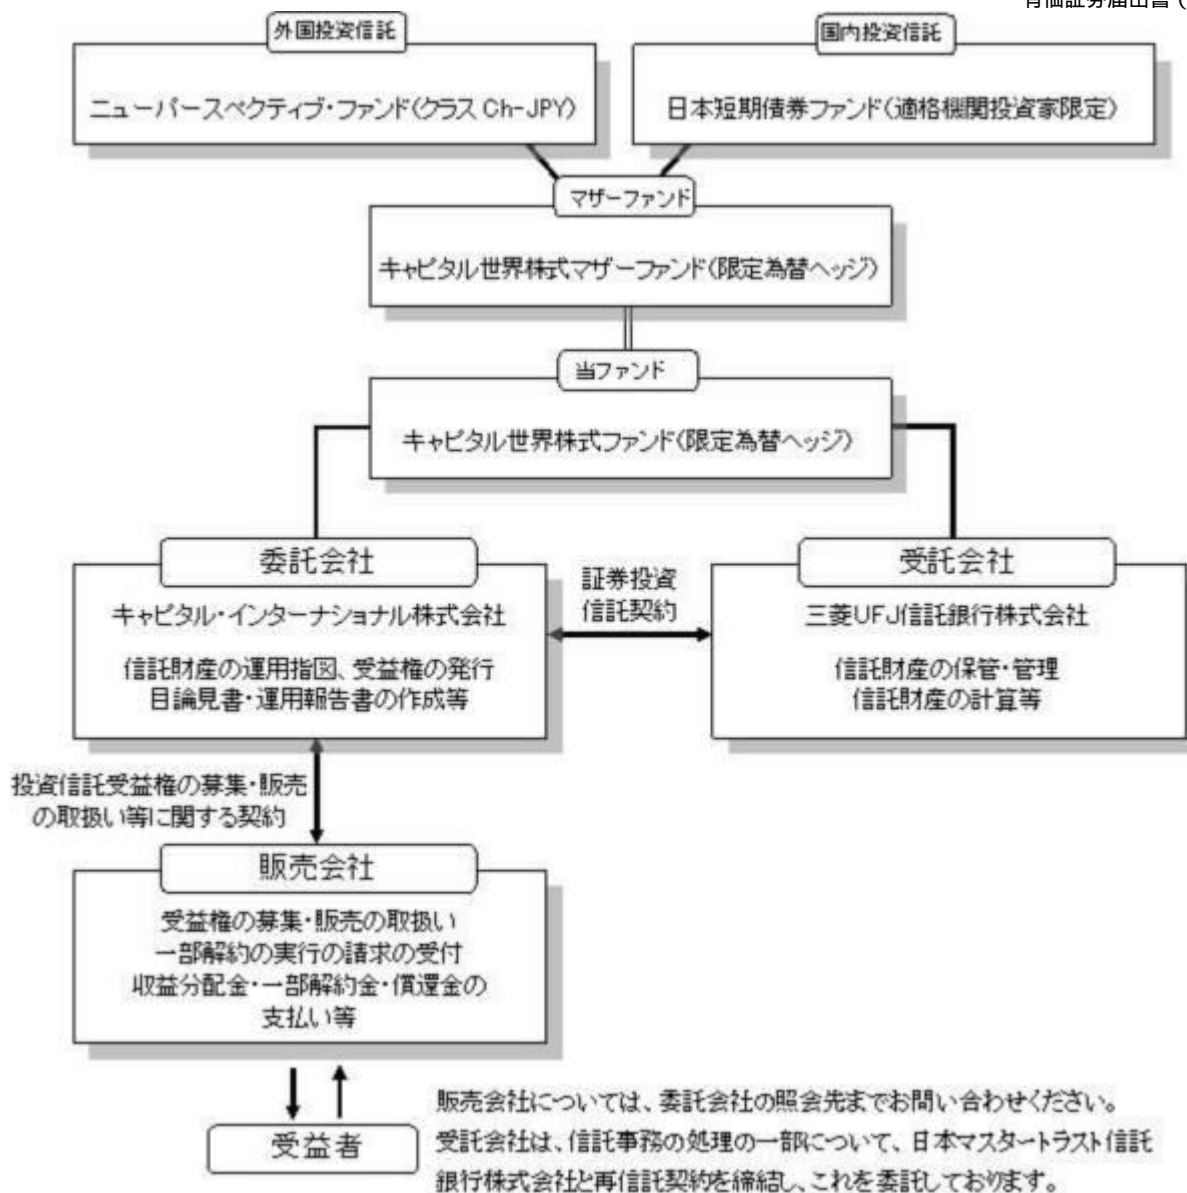 有価証券届出書(
外国投資信託
国内投資信託
ニューパースペクティブ・ファンド(クラス Ch-JPY)
日本短期債券ファンド(適格機関投資家限定)
マザーファンド
キャピタル世界株式マザーファンド(限定為替ヘッジ)
当ファンド
キャピタル世界株式ファンド(限定為替ヘッジ)
委託会社
キャピタル・インターナショナル株式会社
信託財産の運用指図、受益権の発行
目論見書・運用報告書の作成等
証券投資
信託契約
受託会社
三菱UFJ信託銀行株式会社
信託財産の保管・管理
信託財産の計算等
投資信託受益権の募集・販売
の取扱い等に関する契約
販売会社
受益権の募集・販売の取扱い
一部解約の実行の請求の受付
収益分配金・一部解約金・償還金の
支払い等
受益者
販売会社については、委託会社の照会先までお問い合わせください。
受託会社は、信託事務の処理の一部について、日本マスタートラスト信託
銀行株式会社と再信託契約を締結し、これを委託しております。